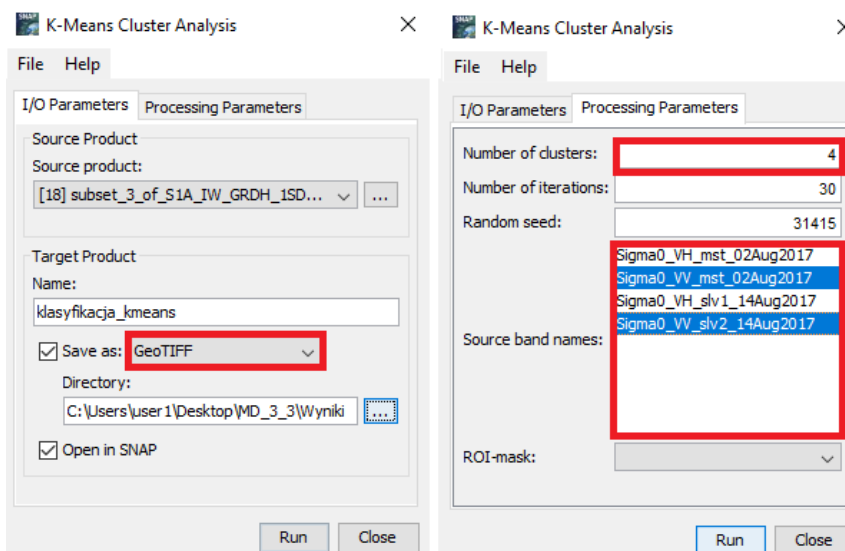 K-Means Cluster Analysis
File Help
I/O Parameters Processing Parameters
Source Product
Source product:
[18] subset_3_of_S1A_IW_GRDH_1SD... ...
Target Product
Name:
klasyfikacja_kmeans
Save as: GeoTIFF
Directory:
C:\Users\user1\Desktop\MD_3_3\Wyniki ...
Open in SNAP
Run Close
K-Means Cluster Analysis
File Help
I/O Parameters Processing Parameters
Number of clusters: 4
Number of iterations: 30
Random seed: 31415
Sigma0_VH_mst_02Aug2017
Sigma0_VV_mst_02Aug2017
Sigma0_VH_slv1_14Aug2017
Sigma0_VV_slv2_14Aug2017
Source band names:
ROI-mask:
Run Close